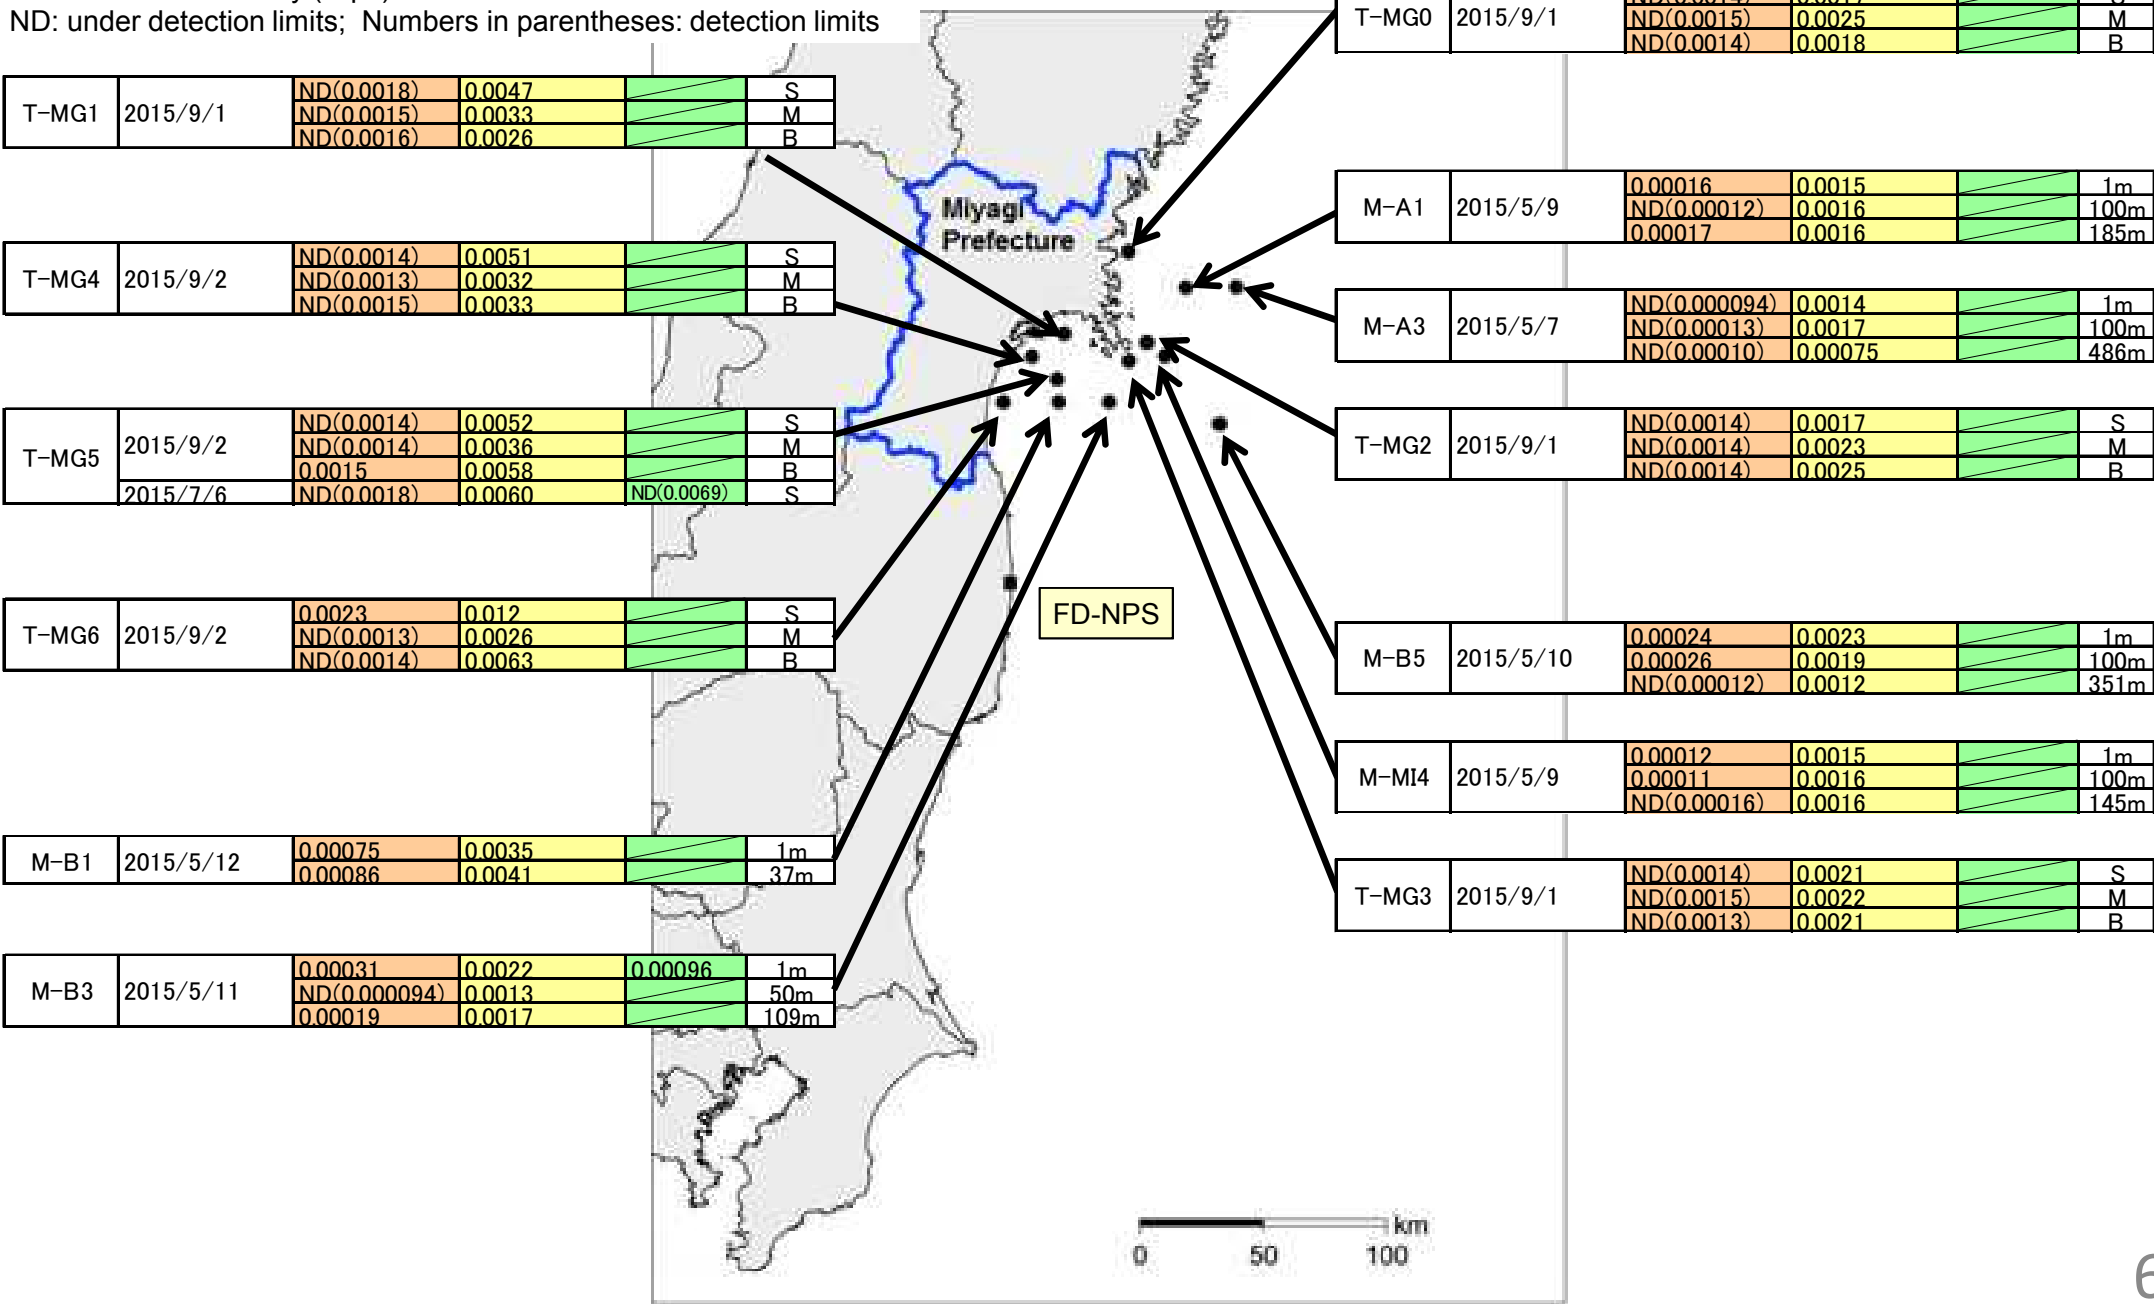 ND: under detection limits; Numbers in parentheses: detection limits
T-MG0 2015/9/1
ND(0.0015) 0.0025 M
ND(0.0014) 0.0018 B
T-MG1 2015/9/1
ND(0.0018) 0.0047 S
ND(0.0015) 0.0033 M
ND(0.0016) 0.0026 B
T-MG4 2015/9/2
ND(0.0014) 0.0051 S
ND(0.0013) 0.0032 M
ND(0.0015) 0.0033 B
T-MG5 2015/9/2
ND(0.0014) 0.0052 S
ND(0.0014) 0.0036 M
0.0015 0.0058 B
2015/7/6 ND(0.0018) 0.0060 ND(0.0069) S
T-MG6 2015/9/2
0.0023 0.012 S
ND(0.0013) 0.0026 M
ND(0.0014) 0.0063 B
M-B1 2015/5/12
0.00075 0.0035 1m
0.00086 0.0041 37m
M-B3 2015/5/11
0.00031 0.0022 0.00096 1m
ND(0.000094) 0.0013 50m
0.00019 0.0017 109m
Miyagi
Prefecture
FD-NPS
M-A1 2015/5/9
0.00016 0.0015 1m
ND(0.00012) 0.0016 100m
0.00017 0.0016 185m
M-A3 2015/5/7
ND(0.000094) 0.0014 1m
ND(0.00013) 0.0017 100m
ND(0.00010) 0.00075 486m
T-MG2 2015/9/1
ND(0.0014) 0.0017 S
ND(0.0014) 0.0023 M
ND(0.0014) 0.0025 B
M-B5 2015/5/10
0.00024 0.0023 1m
0.00026 0.0019 100m
ND(0.00012) 0.0012 351m
M-MI4 2015/5/9
0.00012 0.0015 1m
0.00011 0.0016 100m
ND(0.00016) 0.0016 145m
T-MG3 2015/9/1
ND(0.0014) 0.0021 S
ND(0.0015) 0.0022 M
ND(0.0013) 0.0021 B
km
0 50 100
6